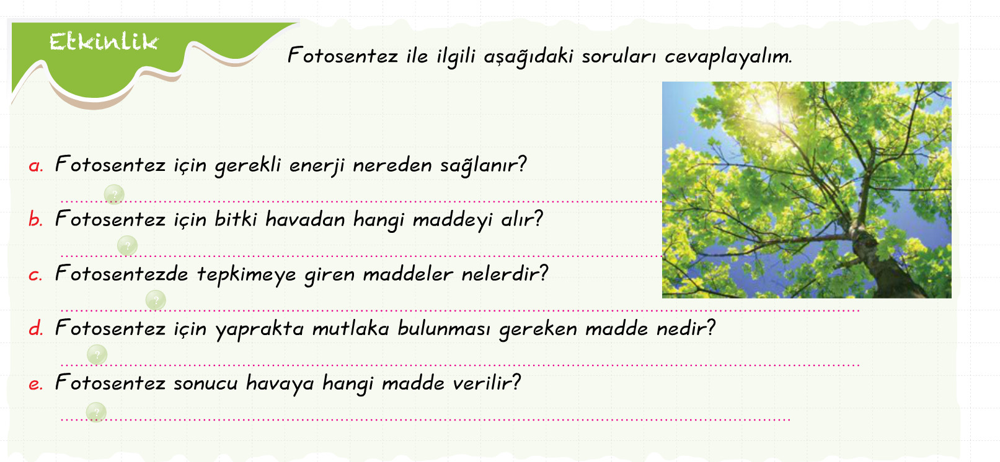 Etkinlik
Fotosentez ile ilgili aşağıdaki soruları cevaplayalım.
a. Fotosentez için gerekli enerji nereden sağlanır?
?
b. Fotosentez için bitki havadan hangi maddeyi alır?
?
c. Fotosentezde tepkimeye giren maddeler nelerdir?
?
d. Fotosentez için yaprakta mutlaka bulunması gereken madde nedir?
?
e. Fotosentez sonucu havaya hangi madde verilir?
?